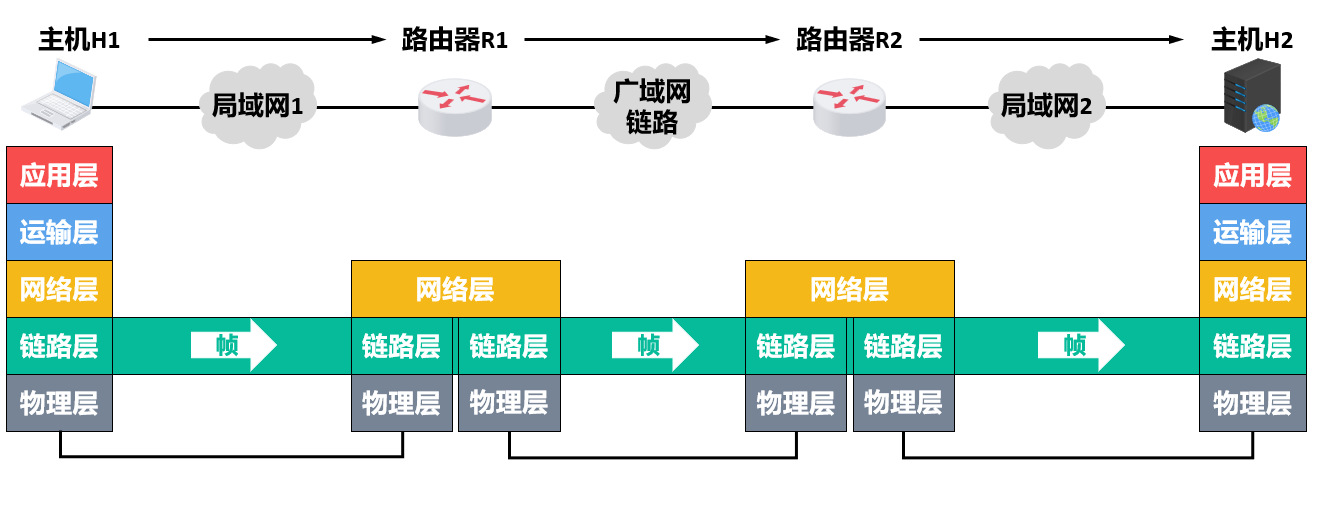 主机H1
路由器R1
路由器R2
主机H2
局域网1
广域网
链路
局域网2
应用层
应用层
运输层
运输层
网络层
网络层
网络层
网络层
链路层
帧
链路层
链路层
帧
链路层
链路层
帧
链路层
物理层
物理层
物理层
物理层
物理层
物理层